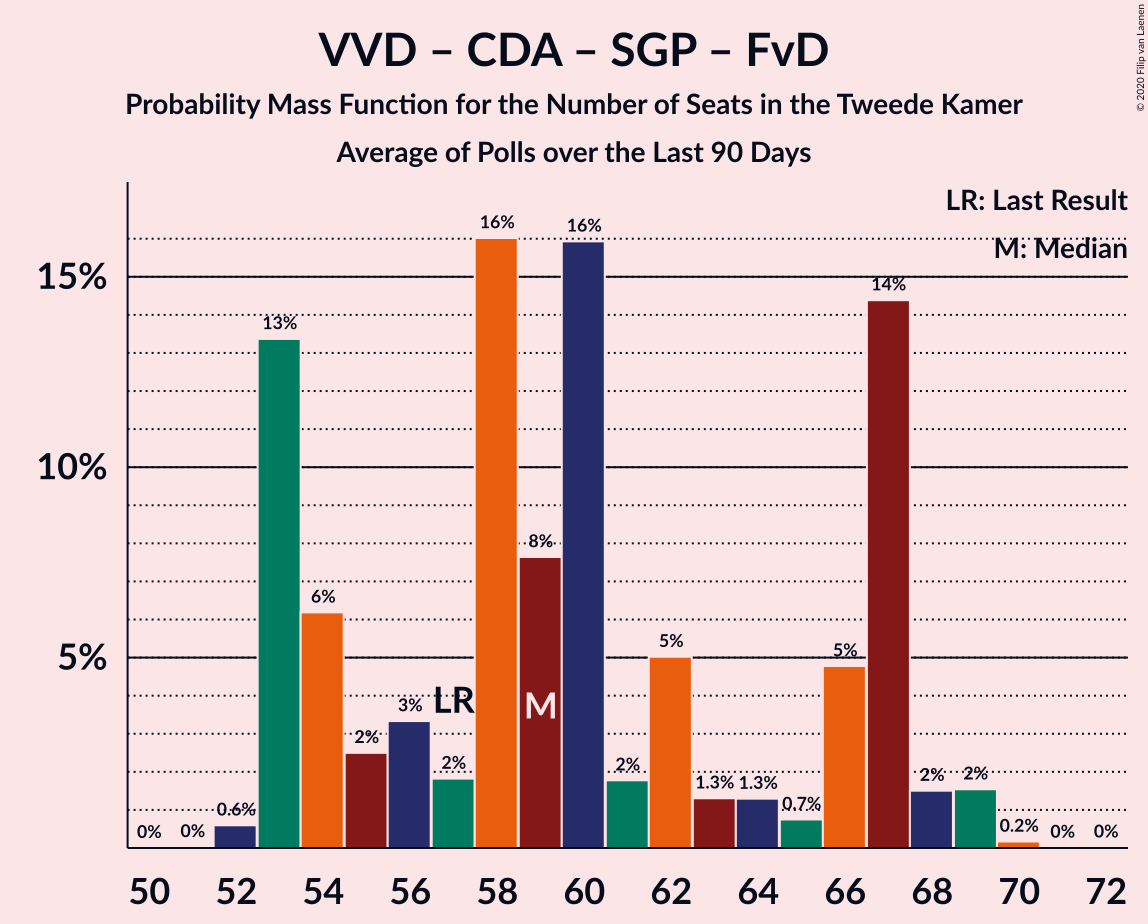 VVD – CDA – SGP – FvD
Probability Mass Function for the Number of Seats in the Tweede Kamer
Average of Polls over the Last 90 Days
© 2020 Filip van Laenen
LR: Last Result
M: Median
15%
10%
5%
0%
0%
0.6%
13%
6%
2%
3%
2%
16%
8%
16%
2%
5%
1.3%
1.3%
0.7%
5%
14%
2%
2%
0.2%
0%
0%
LR
M
50 52 54 56 58 60 62 64 66 68 70 72